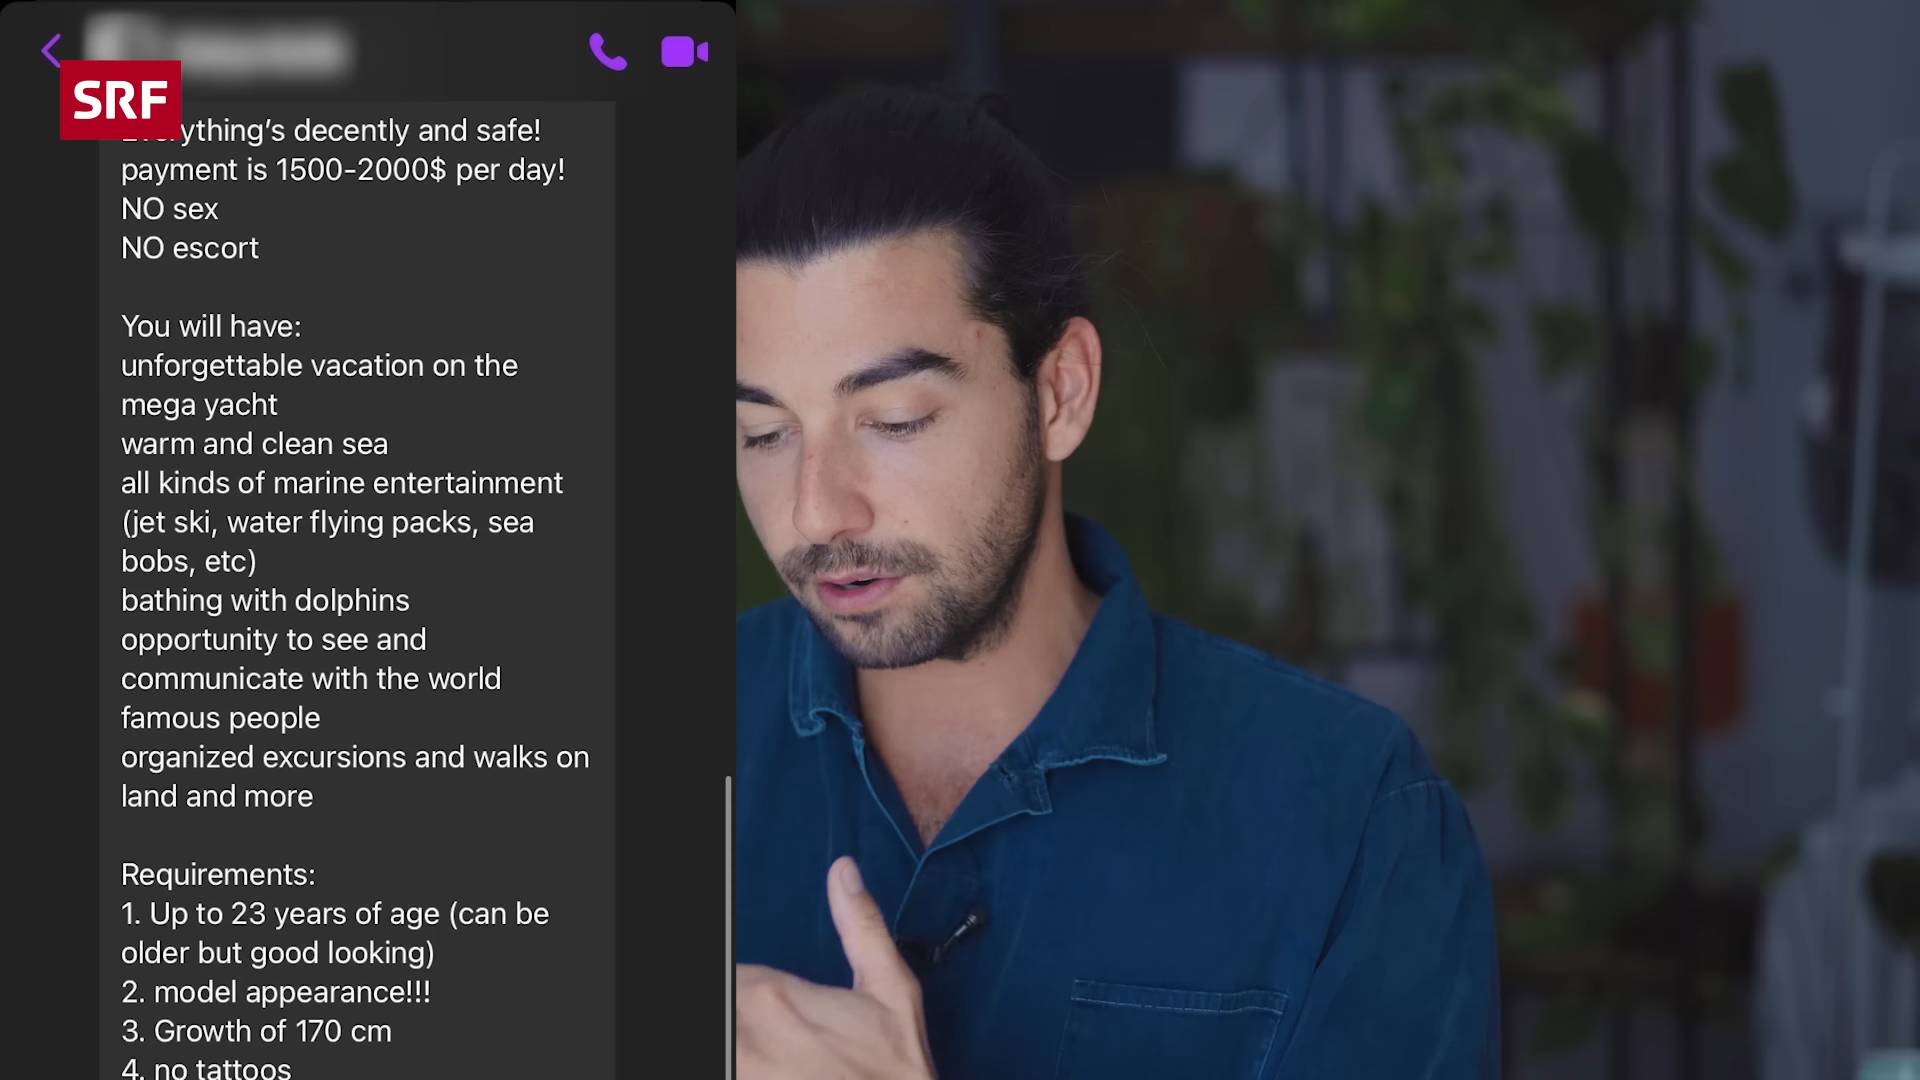 SRF
Everything's decently and safe!
payment is 1500-2000$ per day!
NO sex
NO escort
You will have:
unforgettable vacation on the
mega yacht
warm and clean sea
all kinds of marine entertainment
(jet ski, water flying packs, sea
bobs, etc)
bathing with dolphins
opportunity to see and
communicate with the world
famous people
organized excursions and walks on
land and more
Requirements:
1. Up to 23 years of age (can be
older but good looking)
2. model appearance!!!
3. Growth of 170 cm
4. no tattoos